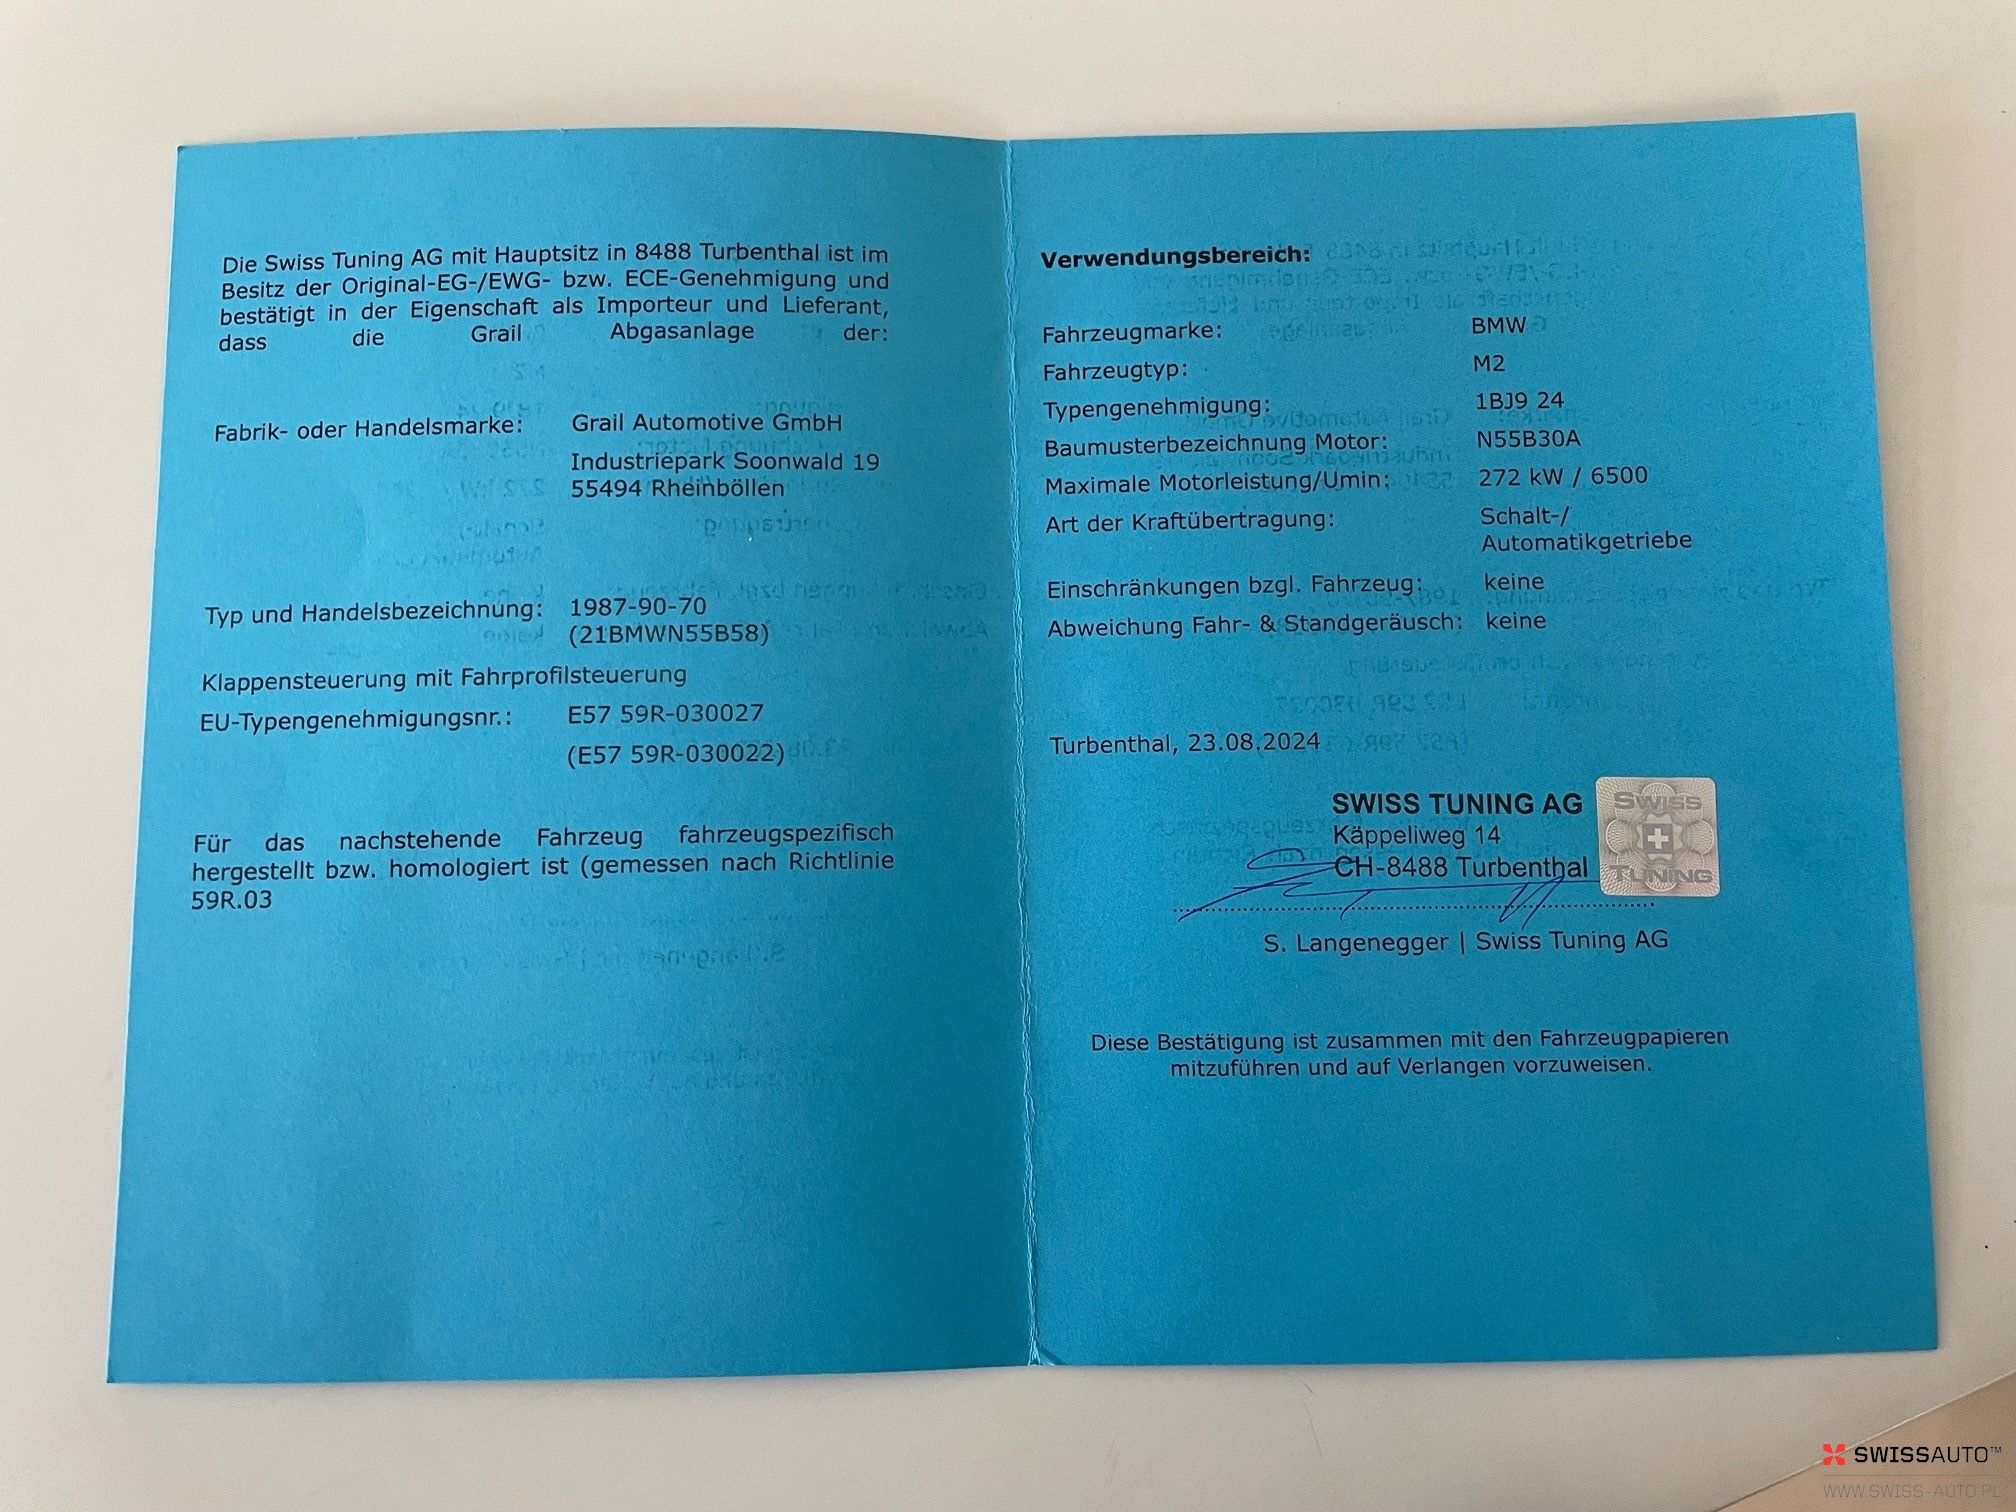 Die Swiss Tuning AG mit Hauptsitz in 8488 Turbenthal ist im
Besitz der Original-EG-/EWG- bzw. ECE-Genehmigung und
bestätigt in der Eigenschaft als Importeur und Lieferant,
dass die Grail Abgasanlage der:
Fabrik- oder Handelsmarke: Grail Automotive GmbH
Industriepark Soonwald 19
55494 Rheinböllen
Typ und Handelsbezeichnung: 1987-90-70
(21BMWN55B58)
Klappensteuerung mit Fahrprofilsteuerung
EU-Typengenehmigungsnr.: E57 59R-030027
(E57 59R-030022)
Für das nachstehende Fahrzeug fahrzeugspezifisch
hergestellt bzw. homologiert ist (gemessen nach Richtlinie
59R.03
Verwendungsbereich:
Fahrzeugmarke: BMW
Fahrzeugtyp: M2
Typengenehmigung: 1BJ9 24
Baumusterbezeichnung Motor: N55B30A
Maximale Motorleistung/Umin: 272 kW / 6500
Art der Kraftübertragung: Schalt-/
Automatikgetriebe
Einschränkungen bzgl. Fahrzeug: keine
Abweichung Fahr- & Standgeräusch: keine
Turbenthal, 23.08.2024
SWISS TUNING AG
Käppeliweg 14
CH-8488 Turbenthal
SWISS
TUNING
S. Langenegger | Swiss Tuning AG
Diese Bestätigung ist zusammen mit den Fahrzeugpapieren
mitzuführen und auf Verlangen vorzuweisen.
SWISSAUTO™
WWW.SWISS-AUTO.PL